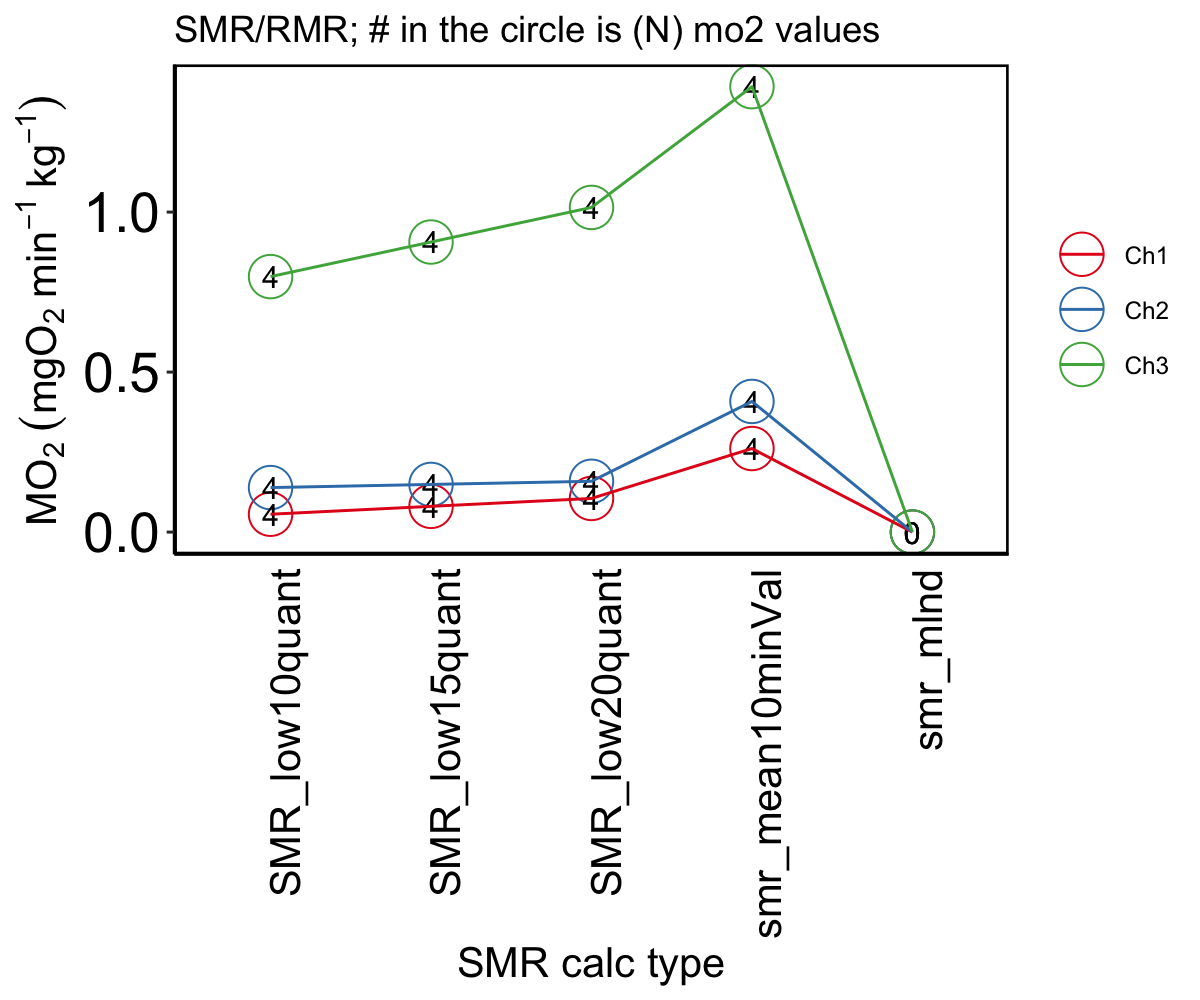 SMR/RMR; # in the circle is (N) mo2 values
MO₂ (mgO₂ min⁻¹ kg⁻¹)
1.0
0.5
0.0
4 4 4 4
4 4 4 4
4 4 4 4
0
Ch1
Ch2
Ch3
SMR_low10quant
SMR_low15quant
SMR_low20quant
smr_mean10minVal
smr_mlnd
SMR calc type